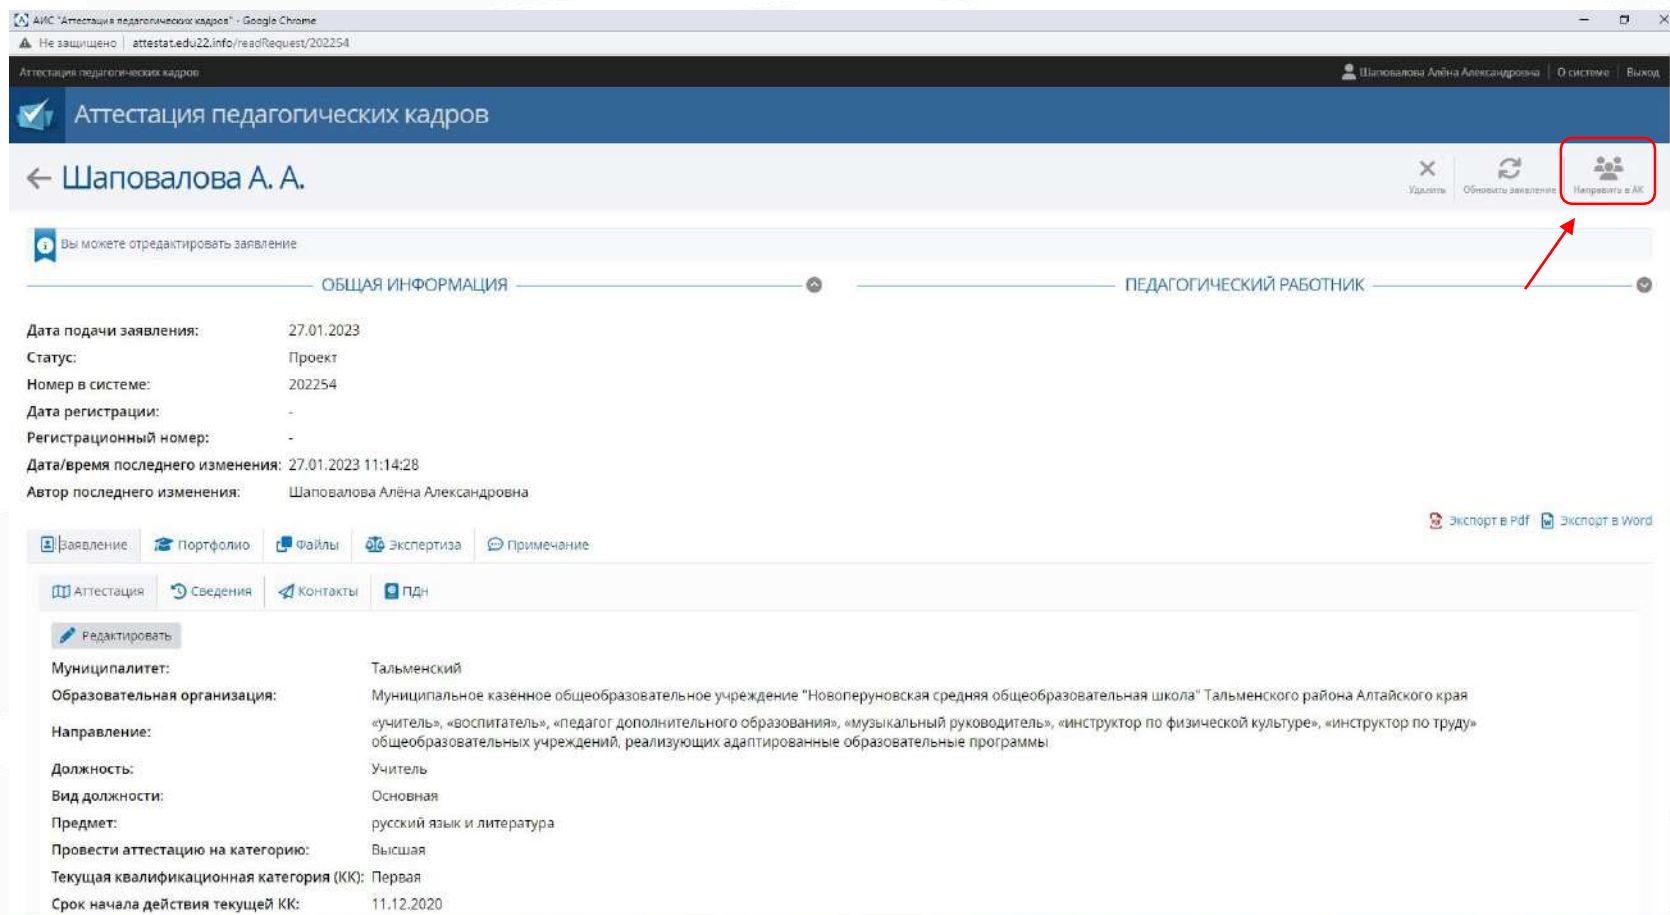 АИС "Аттестация педагогических кадров" - Google Chrome
Не защищено | attestat.edu22.info/readRequest/202254
Аттестация педагогических кадров
Шаповалова Алёна Александровна | О системе | Выход
Аттестация педагогических кадров
← Шаповалова А. А.
Удалить
Обновить заявление
Направить в АК
Вы можете отредактировать заявление
ОБЩАЯ ИНФОРМАЦИЯ
ПЕДАГОГИЧЕСКИЙ РАБОТНИК
Дата подачи заявления: 27.01.2023
Статус: Проект
Номер в системе: 202254
Дата регистрации: -
Регистрационный номер: -
Дата/время последнего изменения: 27.01.2023 11:14:28
Автор последнего изменения: Шаповалова Алёна Александровна
Экспорт в Pdf Экспорт в Word
Заявление Портфолио Файлы Экспертиза Примечание
Аттестация Сведения Контакты ПДн
Редактировать
Муниципалитет: Тальменский
Образовательная организация: Муниципальное казённое общеобразовательное учреждение "Новоперуновская средняя общеобразовательная школа" Тальменского района Алтайского края
Направление: «учитель», «воспитатель», «педагог дополнительного образования», «музыкальный руководитель», «инструктор по физической культуре», «инструктор по труду»
общеобразовательных учреждений, реализующих адаптированные образовательные программы
Должность: Учитель
Вид должности: Основная
Предмет: русский язык и литература
Провести аттестацию на категорию: Высшая
Текущая квалификационная категория (КК): Первая
Срок начала действия текущей КК: 11.12.2020